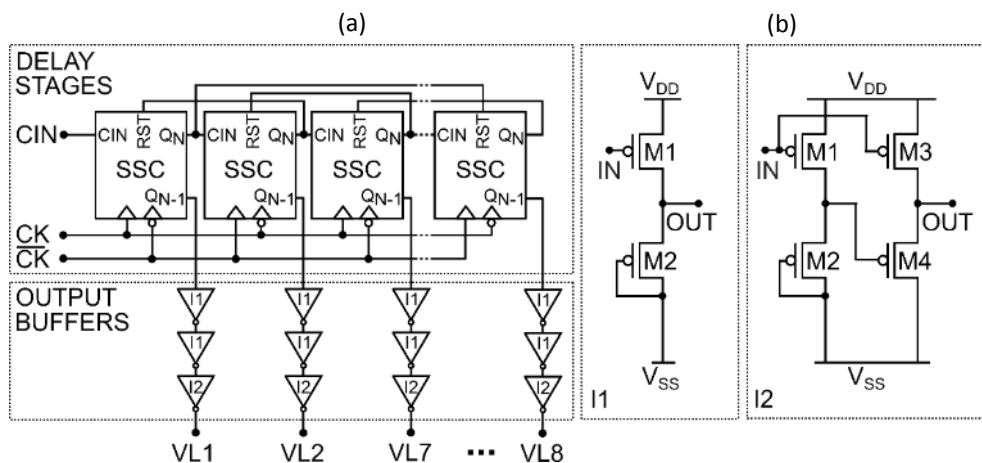 (a)
(b)
DELAY
STAGES
CIN
CIN RST QN
SSC
QN-1
CIN RST QN
SSC
QN-1
CIN RST QN
SSC
QN-1
CIN RST QN
SSC
QN-1
CK
CK
OUTPUT
BUFFERS
I1 I1 I1 I1
I1 I1 I1 I1
I2 I2 I2 I2
VL1 VL2 VL7 ••• VL8
VDD
M1
IN
OUT
M2
VSS
I1
VDD
IN
M1
M3
OUT
M2
M4
VSS
I2